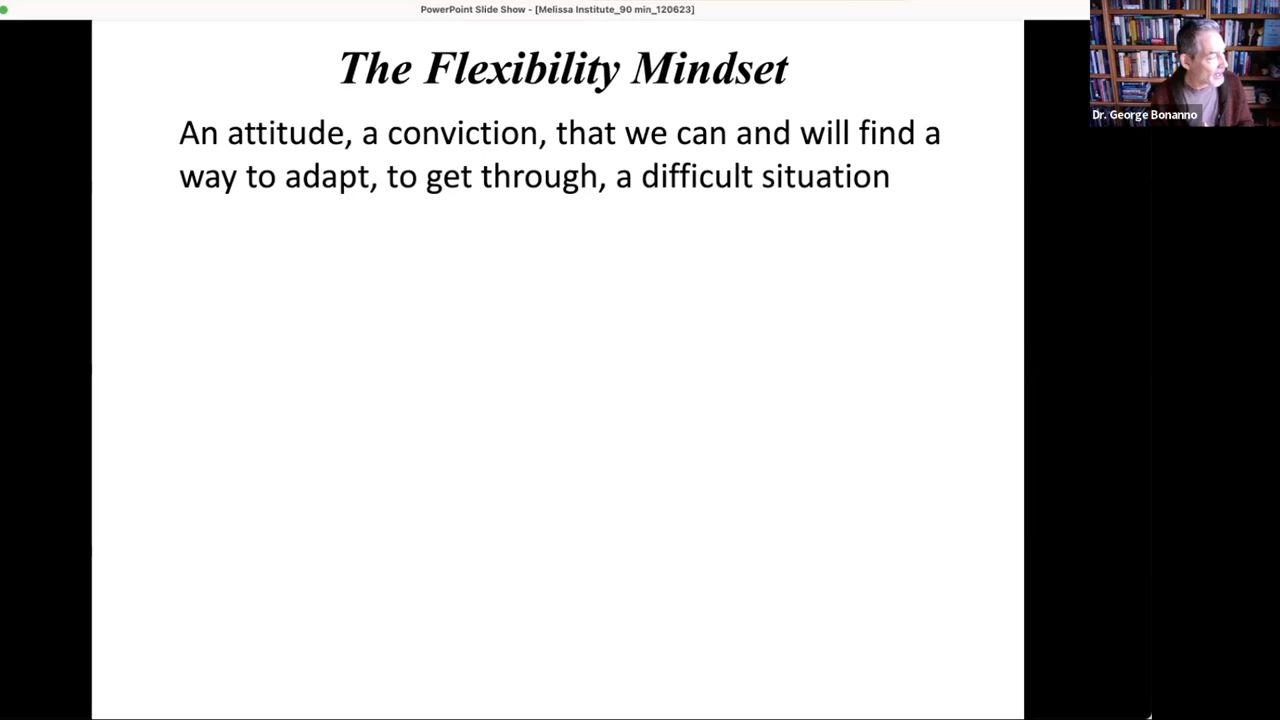 PowerPoint Slide Show - [Melissa Institute_90 min_120623]
The Flexibility Mindset
An attitude, a conviction, that we can and will find a
way to adapt, to get through, a difficult situation
Dr. George Bonanno